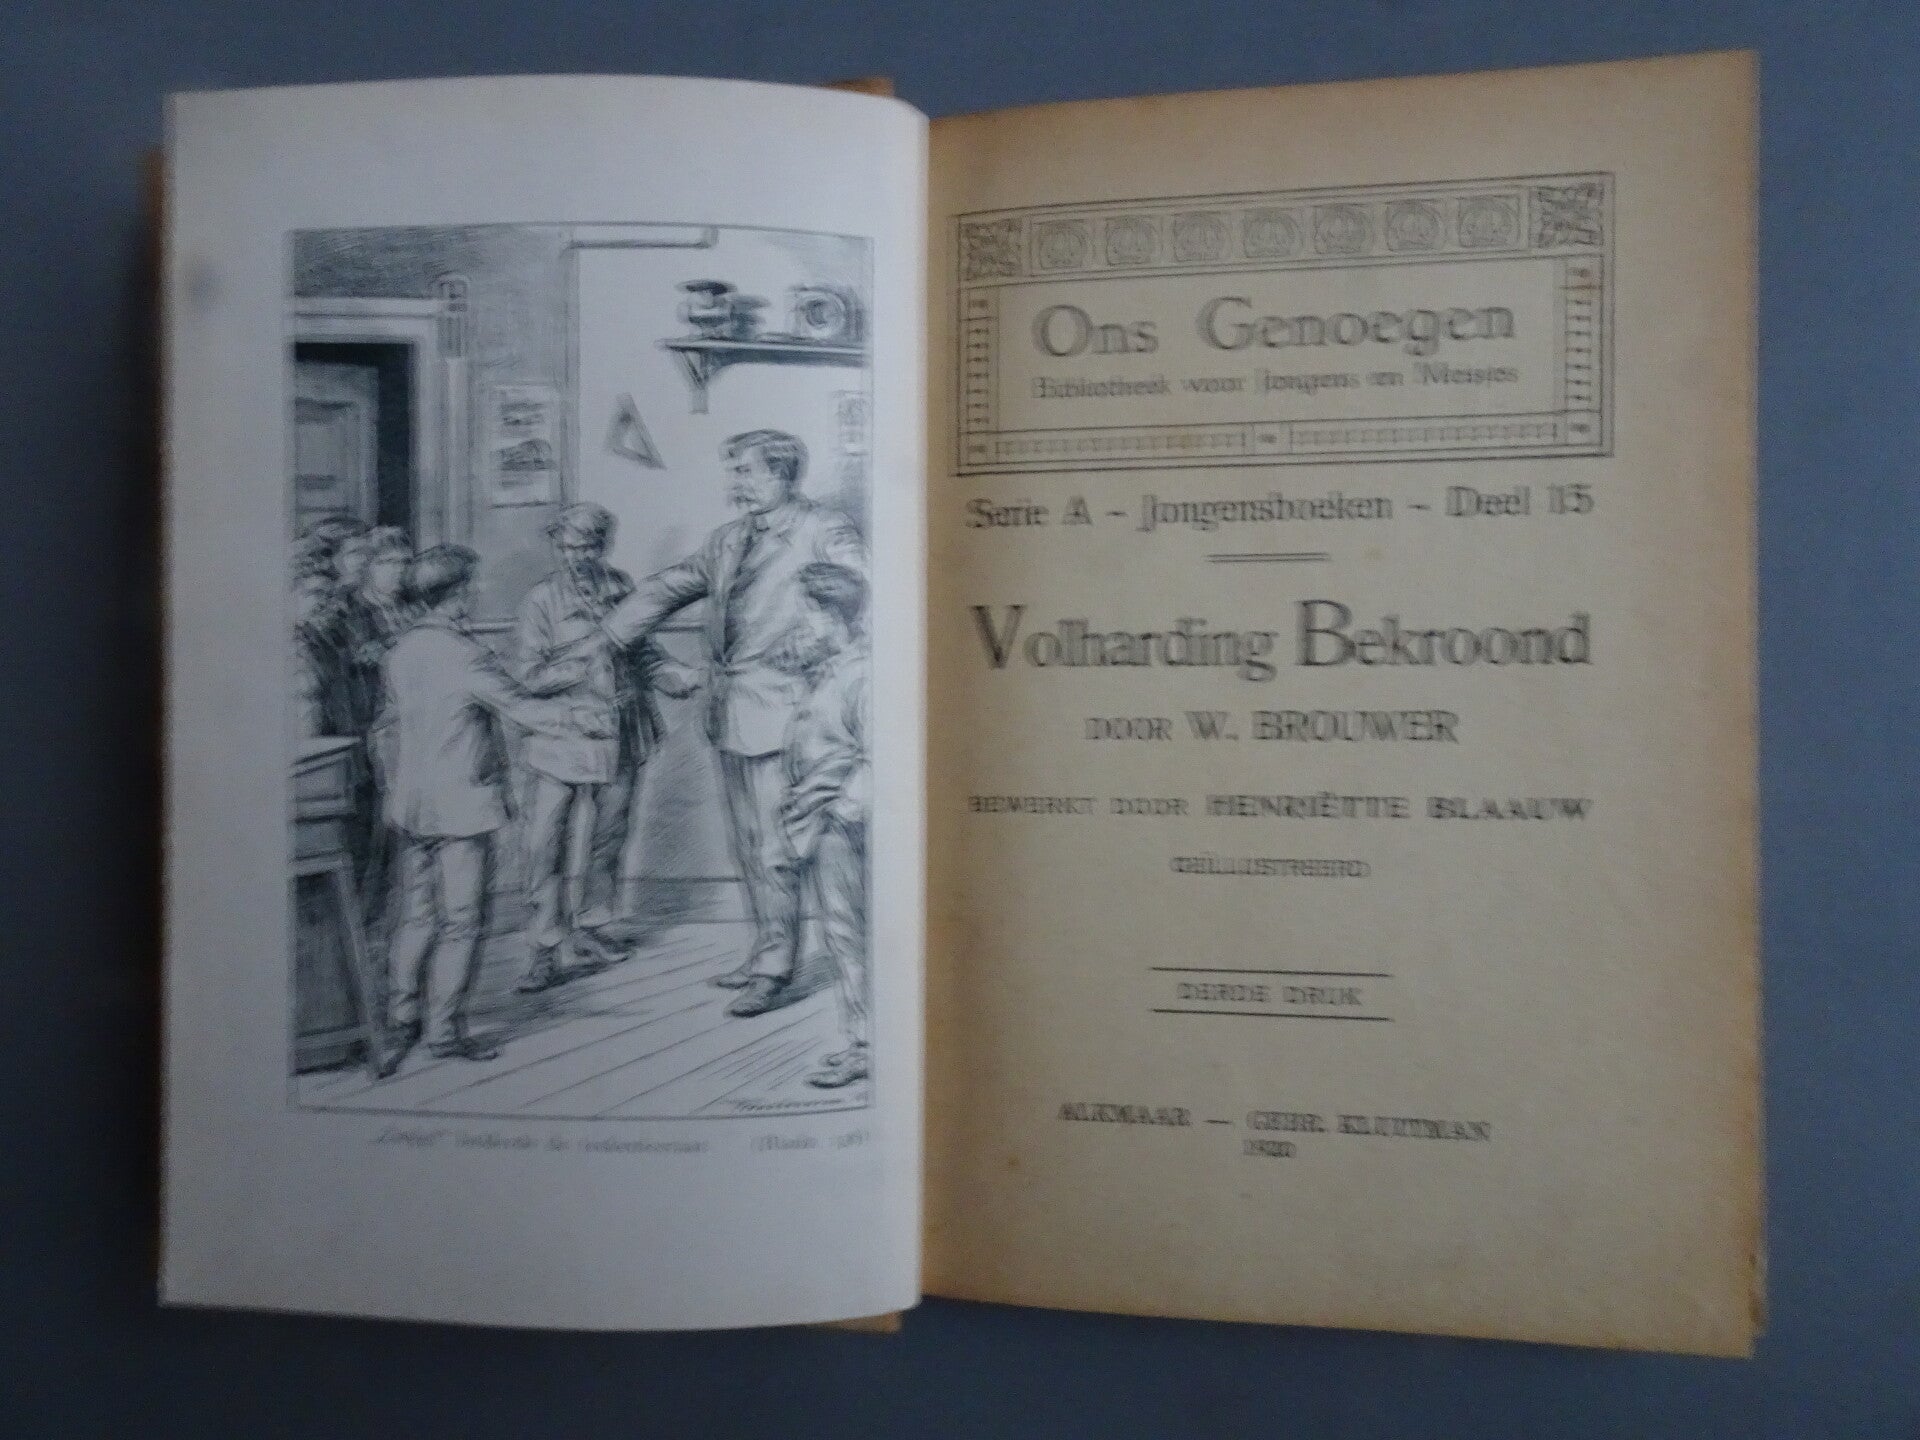 Ons Genoegen
Bibliotheek voor Jongens en Meisjes
Serie A – Jongensboeken – Deel 15
Volharding Bekroond
DOOR W. BROUWER
BEWERKT DOOR HENRIËTTE BLAAUW
GEÏLLUSTREERD
DERDE DRUK
ALKMAAR — GEBR. KLUITMAN
1920